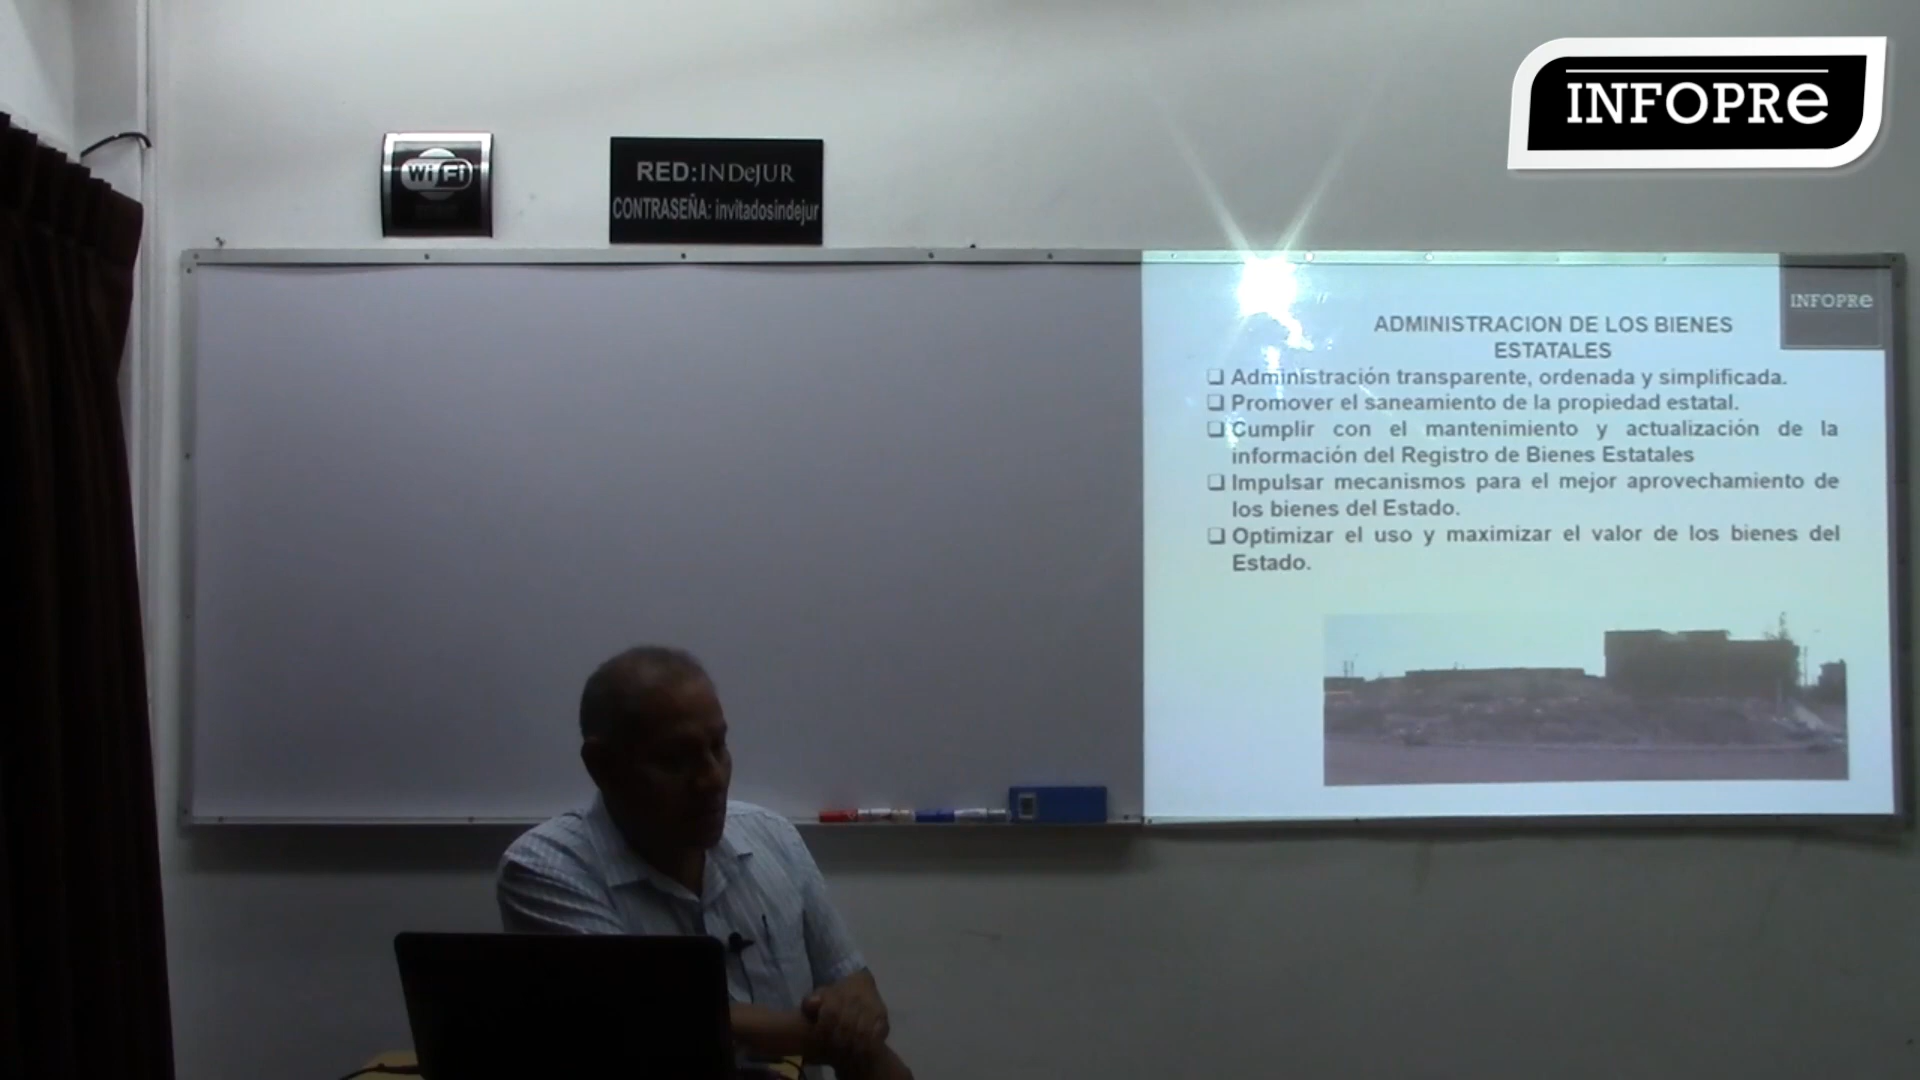 INFOPRe
WiFi
RED:INDeJUR
CONTRASEÑA: invitadosindejur
INFOPRe
ADMINISTRACION DE LOS BIENES
ESTATALES
❑ Administración transparente, ordenada y simplificada.
❑ Promover el saneamiento de la propiedad estatal.
❑ Cumplir con el mantenimiento y actualización de la
información del Registro de Bienes Estatales
❑ Impulsar mecanismos para el mejor aprovechamiento de
los bienes del Estado.
❑ Optimizar el uso y maximizar el valor de los bienes del
Estado.